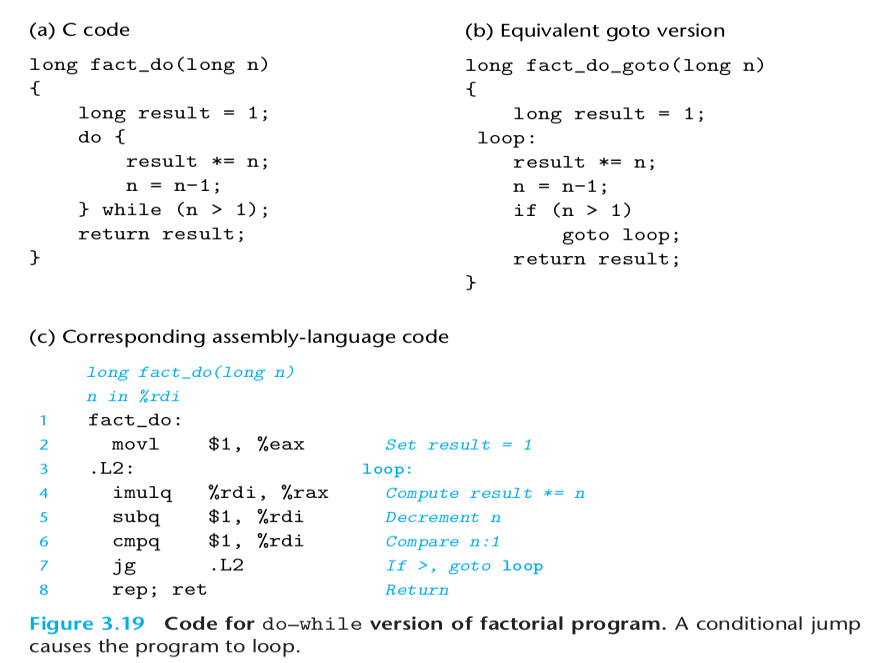 (a) C code
long fact_do(long n)
{
    long result = 1;
    do {
        result *= n;
        n = n-1;
    } while (n > 1);
    return result;
}
(b) Equivalent goto version
long fact_do_goto(long n)
{
    long result = 1;
 loop:
    result *= n;
    n = n-1;
    if (n > 1)
        goto loop;
    return result;
}
(c) Corresponding assembly-language code
long fact_do(long n)
n in %rdi
1 fact_do:
2 movl $1, %eax Set result = 1
3 .L2: loop:
4 imulq %rdi, %rax Compute result *= n
5 subq $1, %rdi Decrement n
6 cmpq $1, %rdi Compare n:1
7 jg .L2 If >, goto loop
8 rep; ret Return
Figure 3.19 Code for do–while version of factorial program. A conditional jump
causes the program to loop.